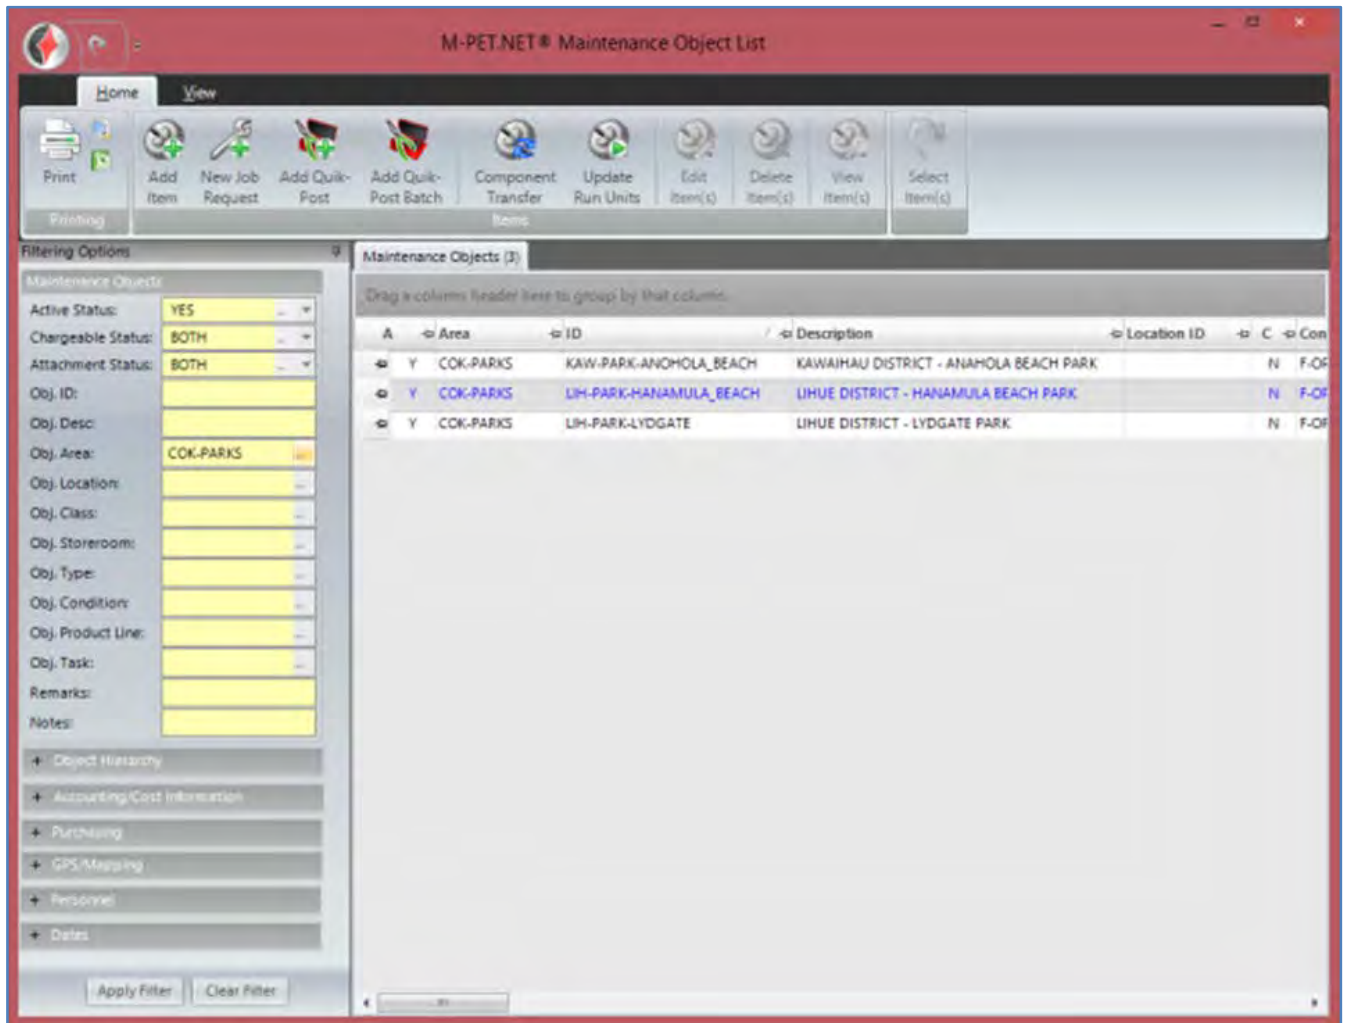 M-PET.NET® Maintenance Object List
Home View
Print Add Item New Job Request Add Quik-Post Add Quik-Post Batch Component Transfer Update Run Units Edit Item(s) Delete Item(s) View Item(s) Select Item(s)
Printing Items
Filtering Options
Maintenance Objects (3)
Maintenance Objects
Drag a column header here to group by that column.
Active Status: YES
Chargeable Status: BOTH
Attachment Status: BOTH
Obj. ID:
Obj. Desc:
Obj. Area: COK-PARKS
Obj. Location:
Obj. Class:
Obj. Storeroom:
Obj. Type:
Obj. Condition:
Obj. Product Line:
Obj. Task:
Remarks:
Notes:
+ Object Hierarchy
+ Accounting/Cost Information
+ Purchasing
+ GPS/Mapping
+ Personnel
+ Dates
Apply Filter Clear Filter
A Area ID Description Location ID C Con
Y COK-PARKS KAW-PARK-ANOHOLA_BEACH KAWAIHAU DISTRICT - ANAHOLA BEACH PARK N F-OF
Y COK-PARKS LIH-PARK-HANAMULA_BEACH LIHUE DISTRICT - HANAMULA BEACH PARK N F-OF
Y COK-PARKS LIH-PARK-LYDGATE LIHUE DISTRICT - LYDGATE PARK N F-OF